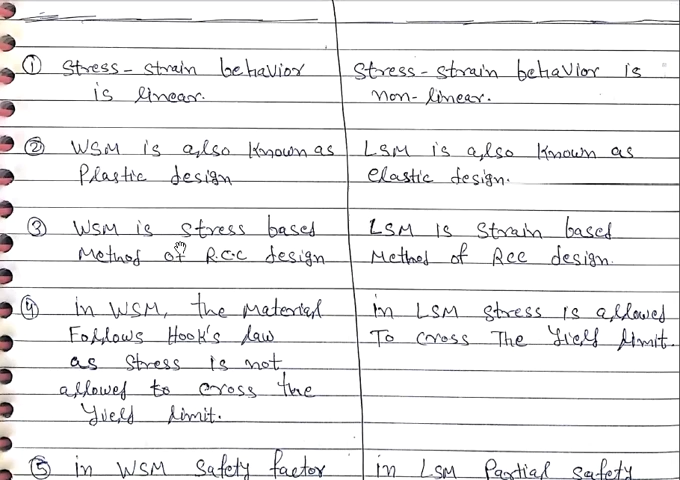 ① Stress-strain behavior
is linear.
Stress-strain behavior is
non-linear.
② WSM is also known as
Plastic design
LSM is also known as
elastic design.
③ WSM is stress based
Method of R.C.C design
LSM is strain based
Method of RCC design.
④ in WSM, the Material
Follows Hook's law
as stress is not
allowed to cross the
yield limit.
in LSM stress is allowed
To cross The yield limit.
⑤ in WSM Safety factor
in LSM Partial safety